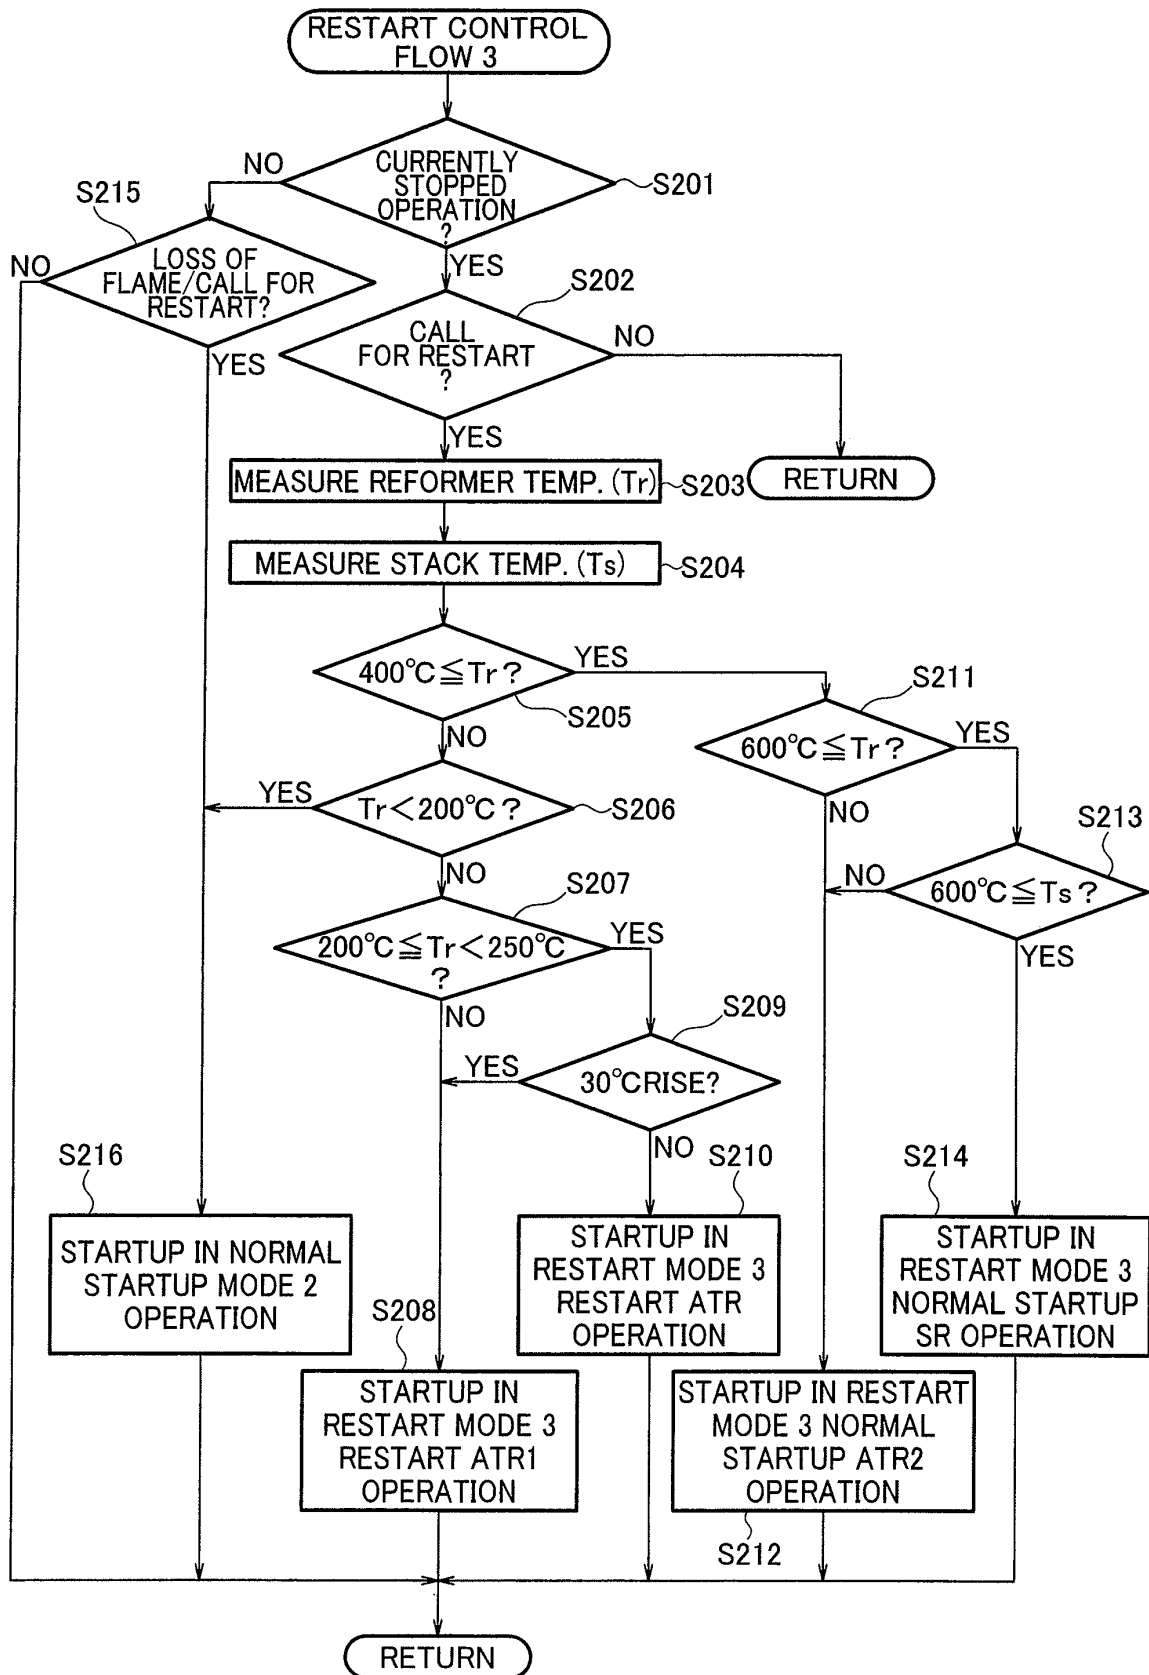 RESTART CONTROL
FLOW 3
CURRENTLY
STOPPED
OPERATION
?
S201
NO
YES
S215
LOSS OF
FLAME/CALL FOR
RESTART?
NO
YES
S202
CALL
FOR RESTART
?
NO
YES
RETURN
MEASURE REFORMER TEMP. (Tr)
S203
MEASURE STACK TEMP. (Ts)
S204
400°C≦Tr?
YES
S205
NO
S211
600°C≦Tr?
YES
NO
YES
Tr<200°C?
S206
NO
S213
NO
600°C≦Ts?
YES
S207
200°C≦Tr<250°C
?
YES
NO
S209
YES
30°CRISE?
NO
S216
STARTUP IN NORMAL
STARTUP MODE 2
OPERATION
S208
STARTUP IN
RESTART MODE 3
RESTART ATR1
OPERATION
S210
STARTUP IN
RESTART MODE 3
RESTART ATR
OPERATION
STARTUP IN RESTART
MODE 3 NORMAL
STARTUP ATR2
OPERATION
S212
S214
STARTUP IN
RESTART MODE 3
NORMAL STARTUP
SR OPERATION
RETURN